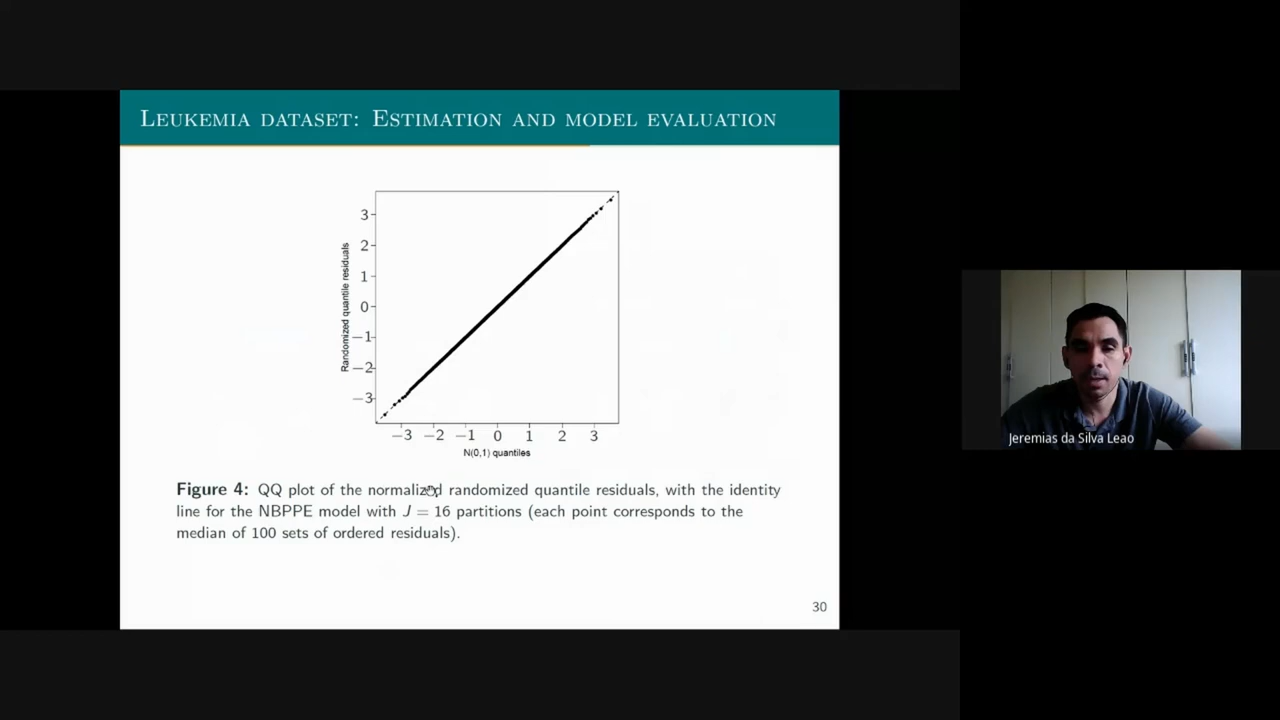 LEUKEMIA DATASET: ESTIMATION AND MODEL EVALUATION
3
2
1
0
−1
−2
−3
Randomized quantile residuals
−3 −2 −1 0 1 2 3
N(0,1) quantiles
Figure 4: QQ plot of the normalized randomized quantile residuals, with the identity
line for the NBPPE model with J = 16 partitions (each point corresponds to the
median of 100 sets of ordered residuals).
30
Jeremias da Silva Leao